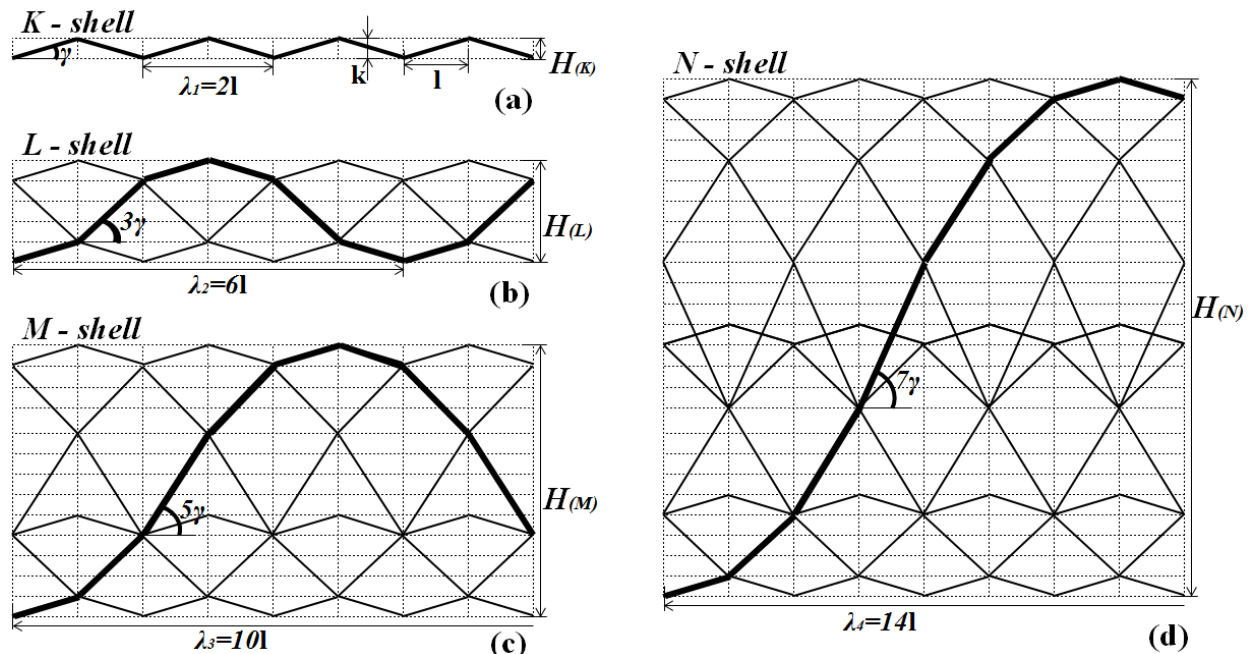 K - shell
γ
λ1=2l
k
l
H(K)
(a)
L - shell
3γ
H(L)
λ2=6l
(b)
M - shell
5γ
H(M)
λ3=10l
(c)
N - shell
7γ
H(N)
λ4=14l
(d)